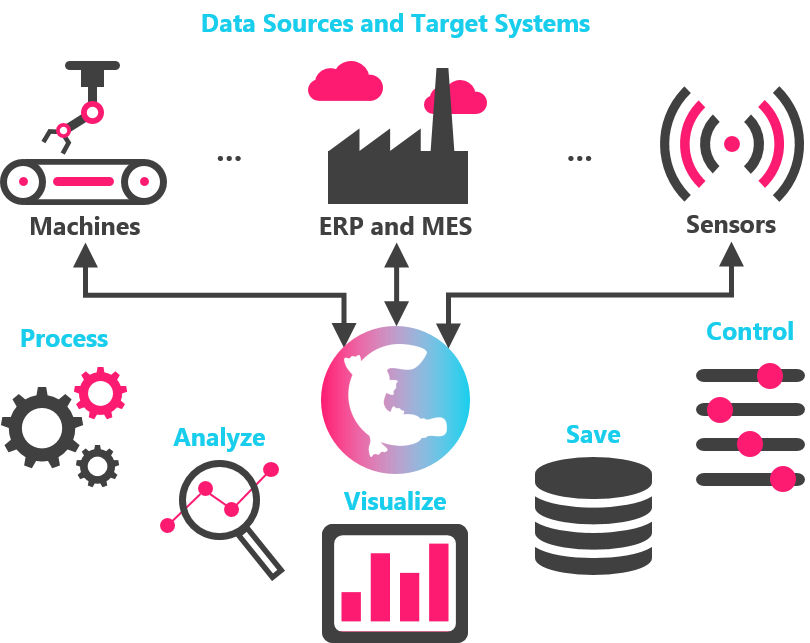 Data Sources and Target Systems
...
...
Machines
ERP and MES
Sensors
Process
Control
Analyze
Save
Visualize